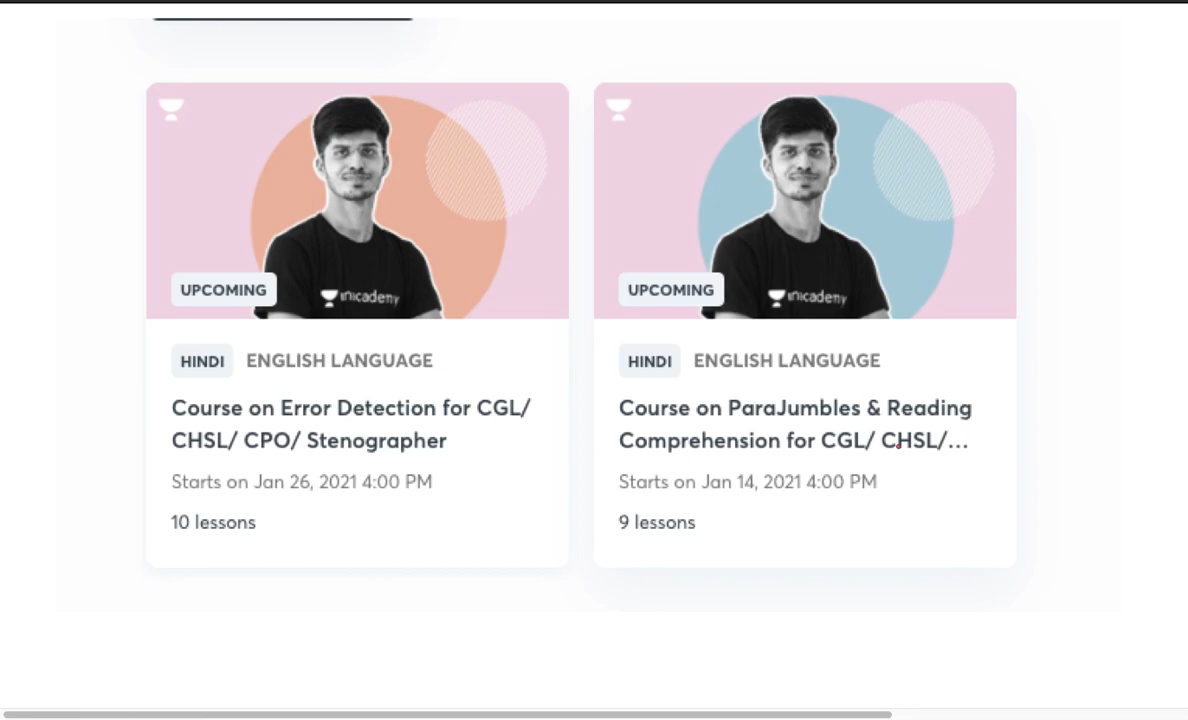 UPCOMING
HINDI ENGLISH LANGUAGE
Course on Error Detection for CGL/
CHSL/ CPO/ Stenographer
Starts on Jan 26, 2021 4:00 PM
10 lessons
UPCOMING
HINDI ENGLISH LANGUAGE
Course on ParaJumbles & Reading
Comprehension for CGL/ CHSL/...
Starts on Jan 14, 2021 4:00 PM
9 lessons